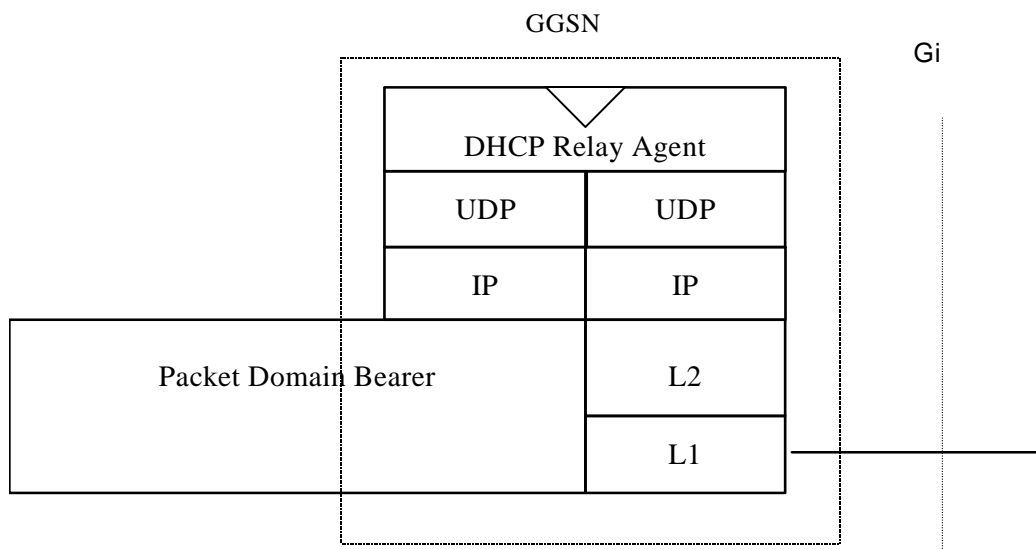 GGSN
Gi
DHCP Relay Agent
UDP UDP
IP IP
Packet Domain Bearer L2
L1